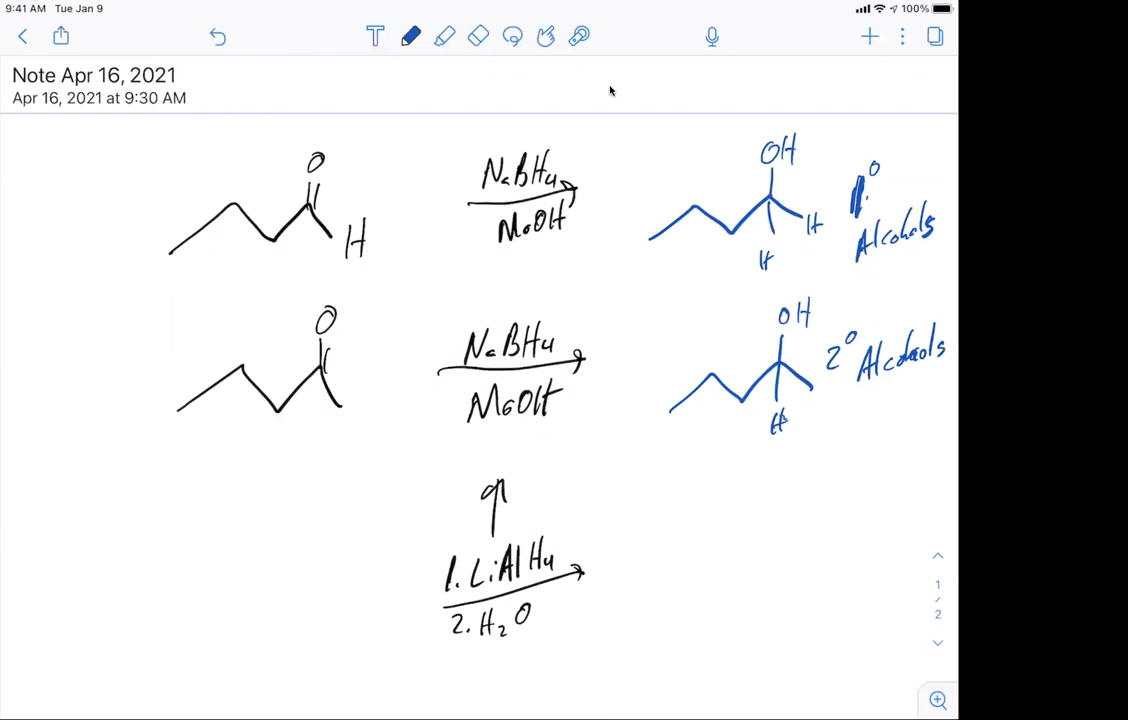 9:41 AM Tue Jan 9
100%
Note Apr 16, 2021
Apr 16, 2021 at 9:30 AM
O
H
NaBH4
MeOH
OH
H
H
1°
Alcohols
O
NaBH4
MeOH
OH
H
2° Alcohols
1. LiAlH4
2. H2O
1
/
2